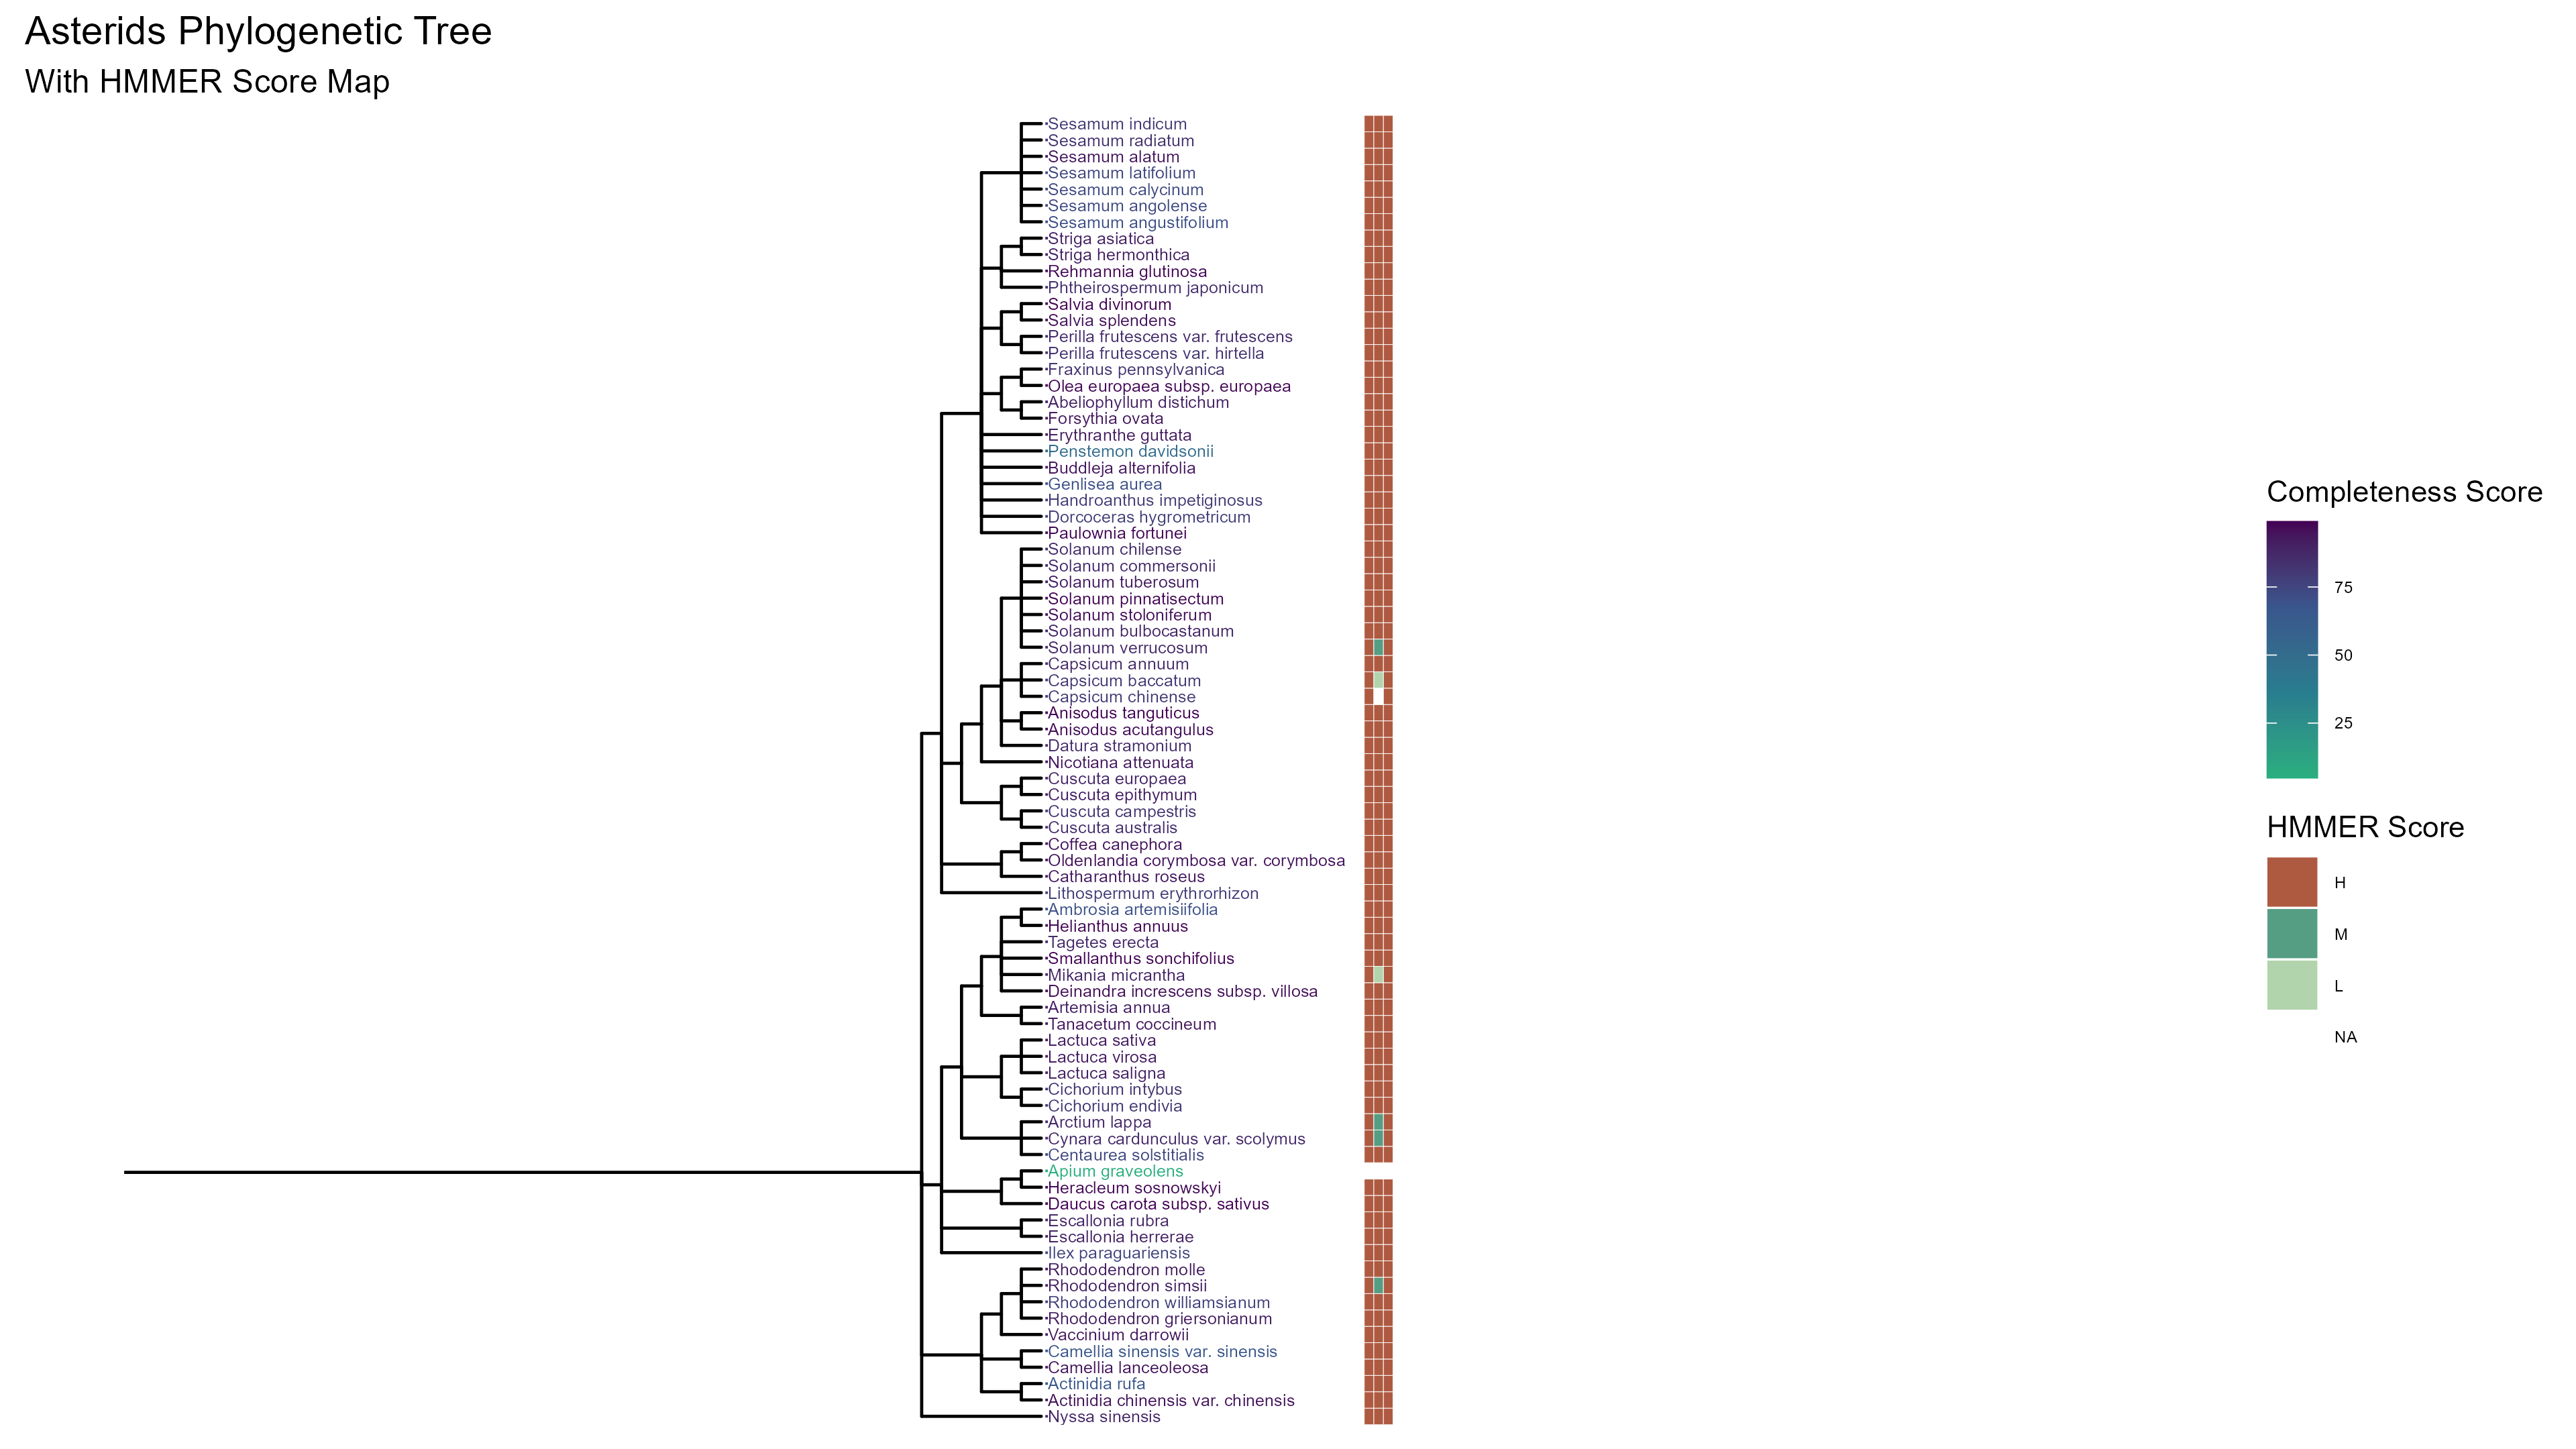 Asterids Phylogenetic Tree
With HMMER Score Map
Sesamum indicum
Sesamum radiatum
Sesamum alatum
Sesamum latifolium
Sesamum calycinum
Sesamum angolense
Sesamum angustifolium
Striga asiatica
Striga hermonthica
Rehmannia glutinosa
Phtheirospermum japonicum
Salvia divinorum
Salvia splendens
Perilla frutescens var. frutescens
Perilla frutescens var. hirtella
Fraxinus pennsylvanica
Olea europaea subsp. europaea
Abeliophyllum distichum
Forsythia ovata
Erythranthe guttata
Penstemon davidsonii
Buddleja alternifolia
Genlisea aurea
Handroanthus impetiginosus
Dorcoceras hygrometricum
Paulownia fortunei
Solanum chilense
Solanum commersonii
Solanum tuberosum
Solanum pinnatisectum
Solanum stoloniferum
Solanum bulbocastanum
Solanum verrucosum
Capsicum annuum
Capsicum baccatum
Capsicum chinense
Anisodus tanguticus
Anisodus acutangulus
Datura stramonium
Nicotiana attenuata
Cuscuta europaea
Cuscuta epithymum
Cuscuta campestris
Cuscuta australis
Coffea canephora
Oldenlandia corymbosa var. corymbosa
Catharanthus roseus
Lithospermum erythrorhizon
Ambrosia artemisiifolia
Helianthus annuus
Tagetes erecta
Smallanthus sonchifolius
Mikania micrantha
Deinandra increscens subsp. villosa
Artemisia annua
Tanacetum coccineum
Lactuca sativa
Lactuca virosa
Lactuca saligna
Cichorium intybus
Cichorium endivia
Arctium lappa
Cynara cardunculus var. scolymus
Centaurea solstitialis
Apium graveolens
Heracleum sosnowskyi
Daucus carota subsp. sativus
Escallonia rubra
Escallonia herrerae
Ilex paraguariensis
Rhododendron molle
Rhododendron simsii
Rhododendron williamsianum
Rhododendron griersonianum
Vaccinium darrowii
Camellia sinensis var. sinensis
Camellia lanceoleosa
Actinidia rufa
Actinidia chinensis var. chinensis
Nyssa sinensis
Completeness Score
75
50
25
HMMER Score
H
M
L
NA